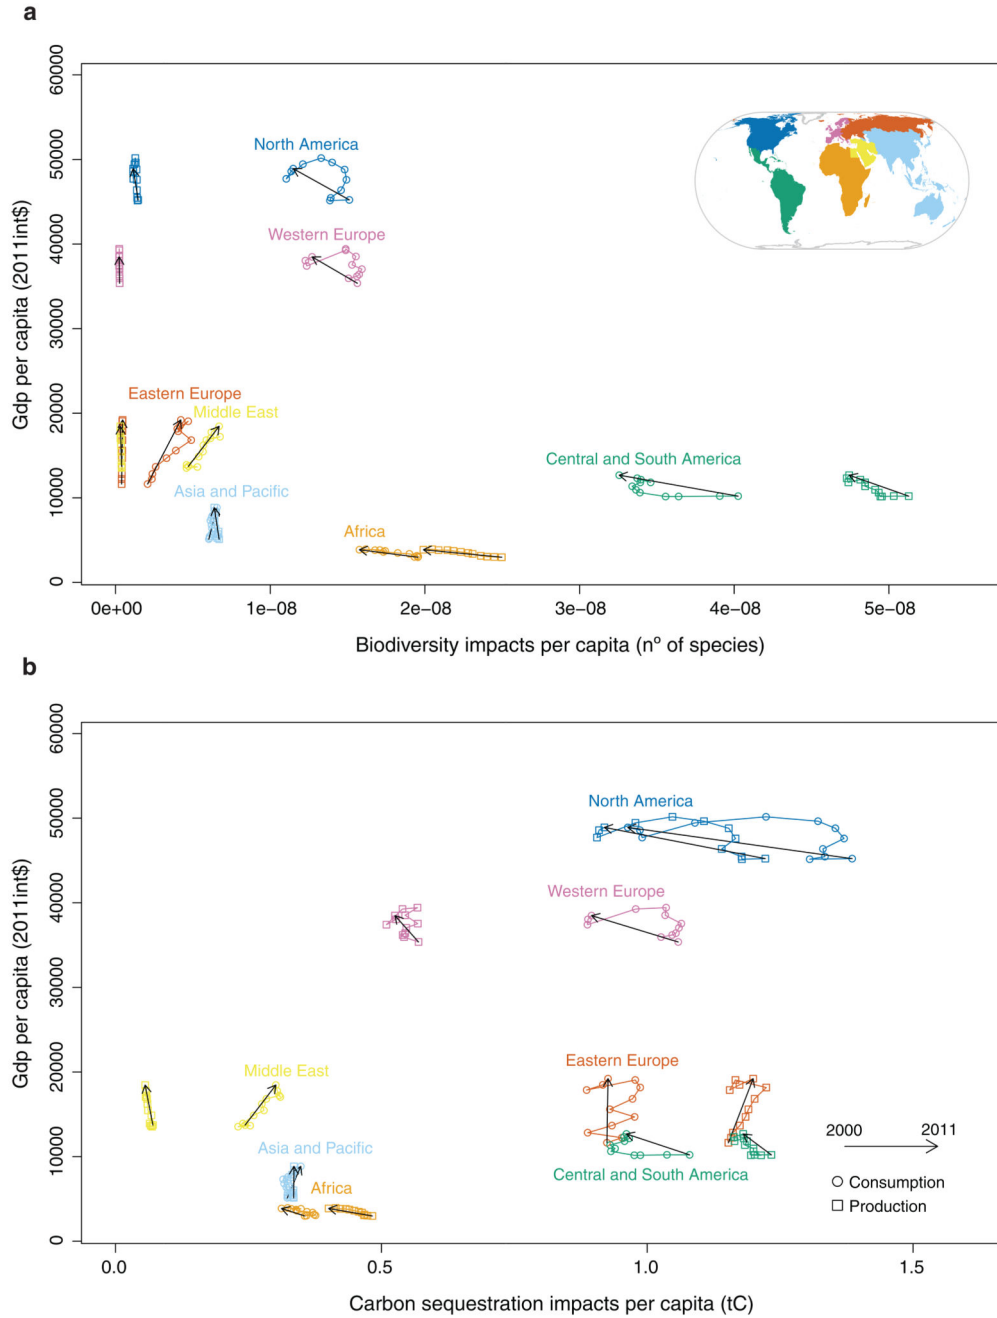 a
Gdp per capita (2011int$)
60000
50000
40000
30000
20000
10000
0
North America
Western Europe
Eastern Europe
Middle East
Asia and Pacific
Africa
Central and South America
0e+00 1e−08 2e−08 3e−08 4e−08 5e−08
Biodiversity impacts per capita (nº of species)
b
Gdp per capita (2011int$)
60000
50000
40000
30000
20000
10000
0
North America
Western Europe
Eastern Europe
Middle East
Asia and Pacific
Africa
Central and South America
2000 2011
Consumption
Production
0.0 0.5 1.0 1.5
Carbon sequestration impacts per capita (tC)